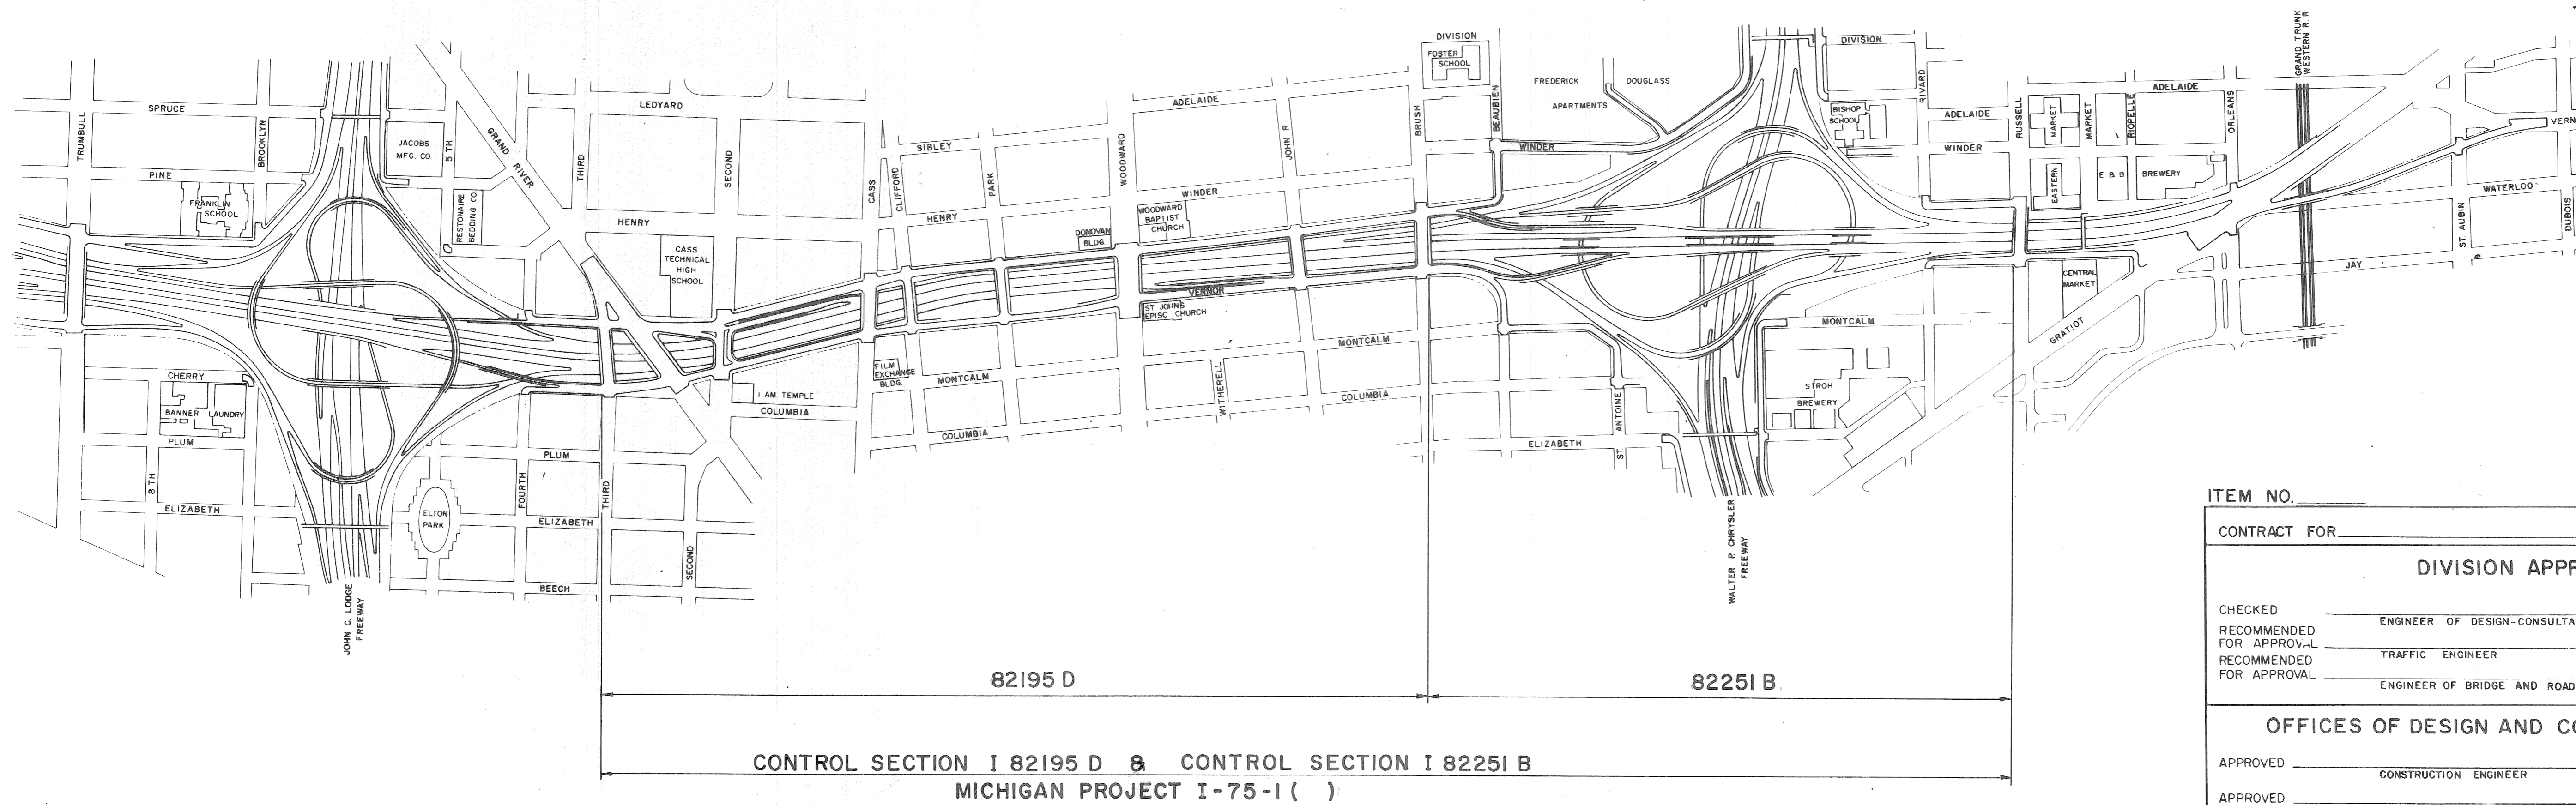 SPRUCE
TRUMBULL
BROOKLYN
PINE
FRANKLIN
SCHOOL
JACOBS
MFG. CO.
5 TH
GRAND RIVER
RESTONAIRE
BEDDING CO.
THIRD
LEDYARD
SECOND
HENRY
CASS
TECHNICAL
HIGH
SCHOOL
CASS
CLIFFORD
SIBLEY
PARK
HENRY
WOODWARD
DONOVAN
BLDG.
ADELAIDE
JOHN R
WINDER
WOODWARD
BAPTIST
CHURCH
VERNOR
ST JOHNS
EPISC. CHURCH
DIVISION
FOSTER
SCHOOL
BRUSH
BEAUBIEN
WINDER
FREDERICK DOUGLASS
APARTMENTS
DIVISION
BISHOP
SCHOOL
RIVARD
ADELAIDE
WINDER
RUSSELL
MARKET
EASTERN
MARKET
RIOPELLE
ADELAIDE
ORLEANS
E & B BREWERY
GRAND TRUNK
WESTERN R. R
VERN
WATERLOO
ST. AUBIN
DUBOIS
JAY
CENTRAL
MARKET
GRATIOT
MONTCALM
STROH
BREWERY
CHERRY
BANNER LAUNDRY
PLUM
8 TH
ELIZABETH
ELTON
PARK
FOURTH
PLUM
THIRD
ELIZABETH
SECOND
BEECH
JOHN C. LODGE
FREEWAY
I AM TEMPLE
COLUMBIA
FILM
EXCHANGE
BLDG.
MONTCALM
COLUMBIA
WITHERELL
MONTCALM
COLUMBIA
ELIZABETH
ST. ANTOINE
WALTER P. CHRYSLER
FREEWAY
82195 D
82251 B
CONTROL SECTION I 82195 D & CONTROL SECTION I 82251 B
MICHIGAN PROJECT I-75-1 ( )
ITEM NO.
CONTRACT FOR
DIVISION APPR
CHECKED
ENGINEER OF DESIGN-CONSULTA
RECOMMENDED
FOR APPROVAL
TRAFFIC ENGINEER
RECOMMENDED
FOR APPROVAL
ENGINEER OF BRIDGE AND ROAD
OFFICES OF DESIGN AND CO
APPROVED
CONSTRUCTION ENGINEER
APPROVED